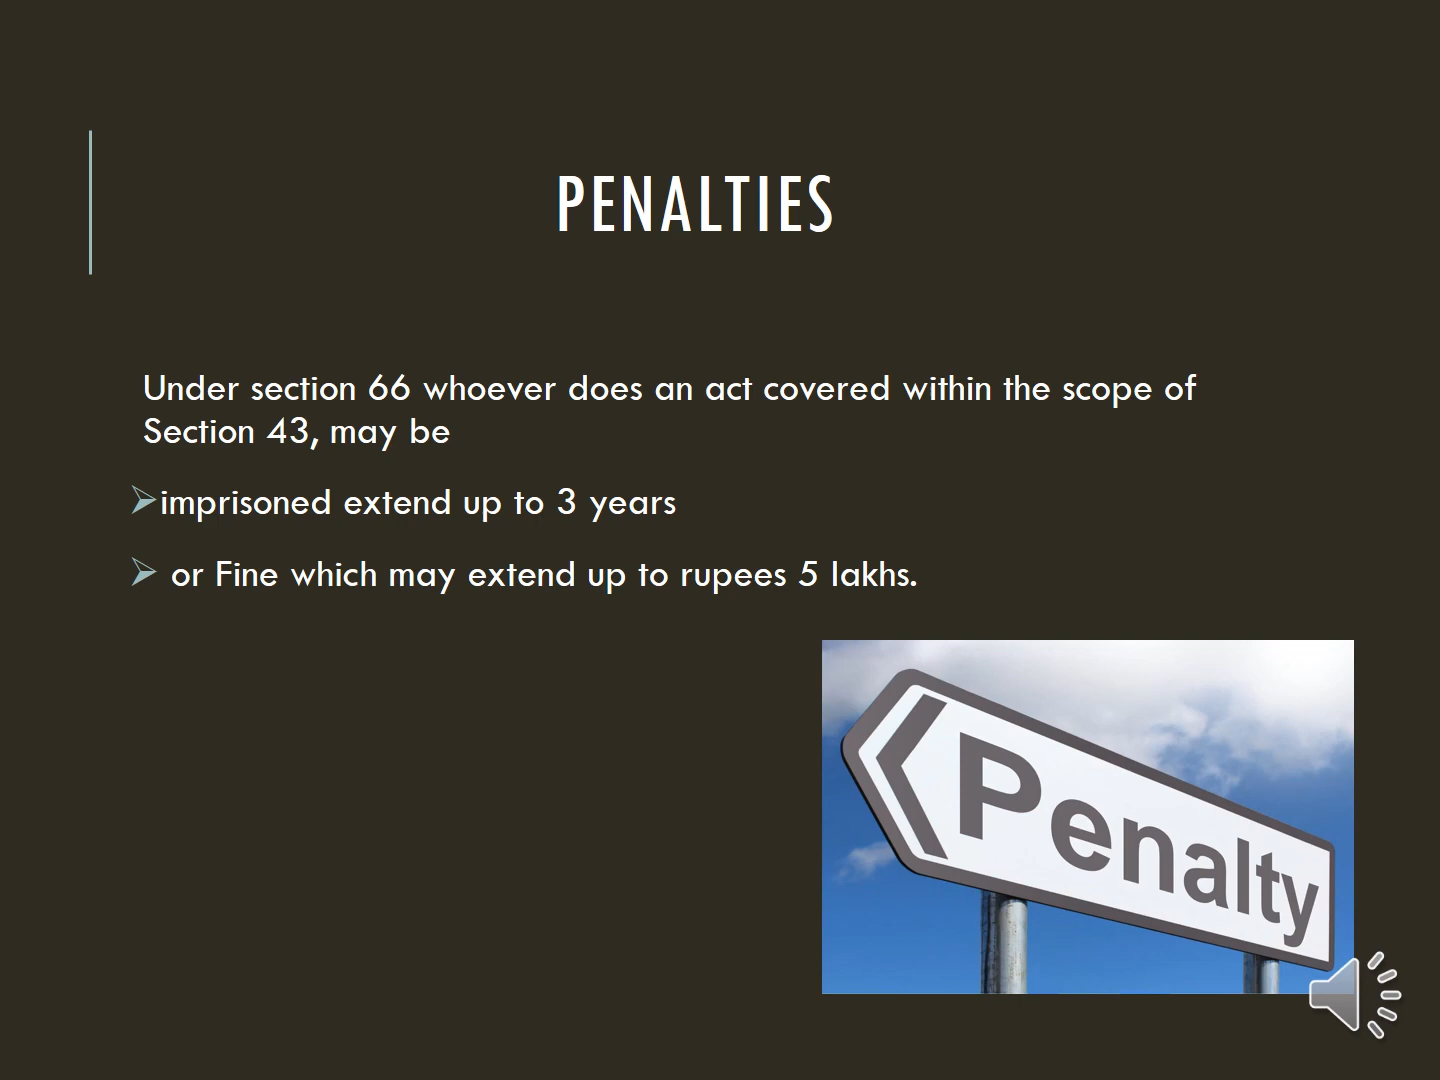 PENALTIES
Under section 66 whoever does an act covered within the scope of
Section 43, may be
imprisoned extend up to 3 years
or Fine which may extend up to rupees 5 lakhs.
Penalty